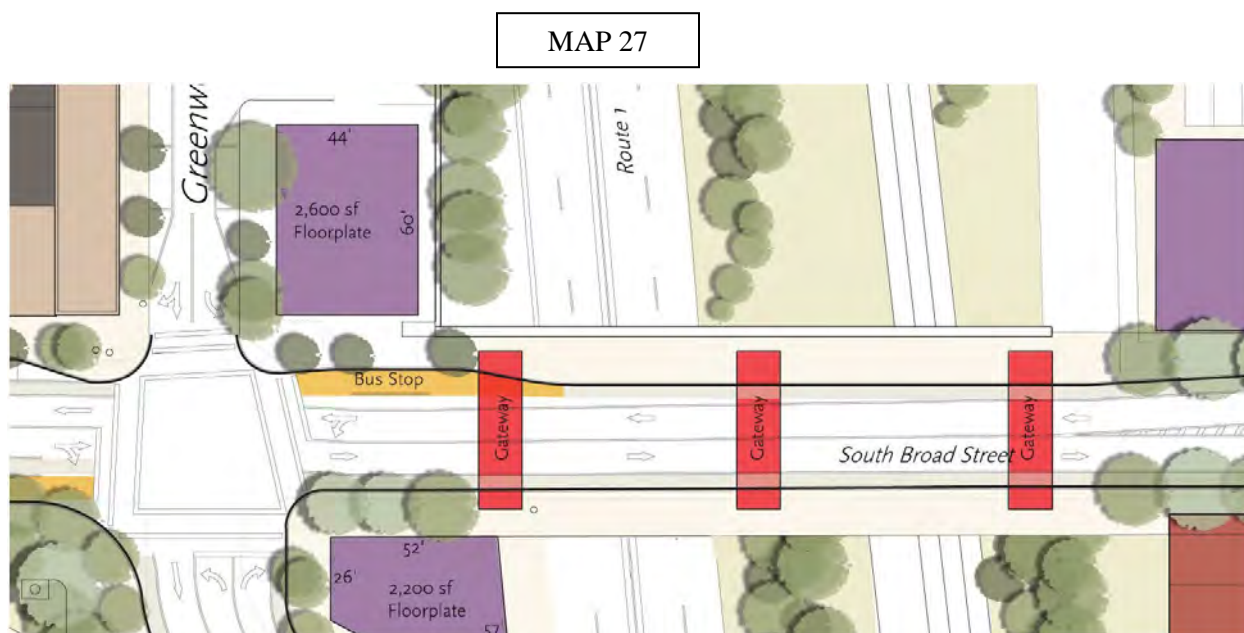 MAP 27
Greenw
44'
2,600 sf
Floorplate
60'
Route 1
Bus Stop
Gateway
Gateway
Gateway
South Broad Street
52'
26'
2,200 sf
Floorplate
57'